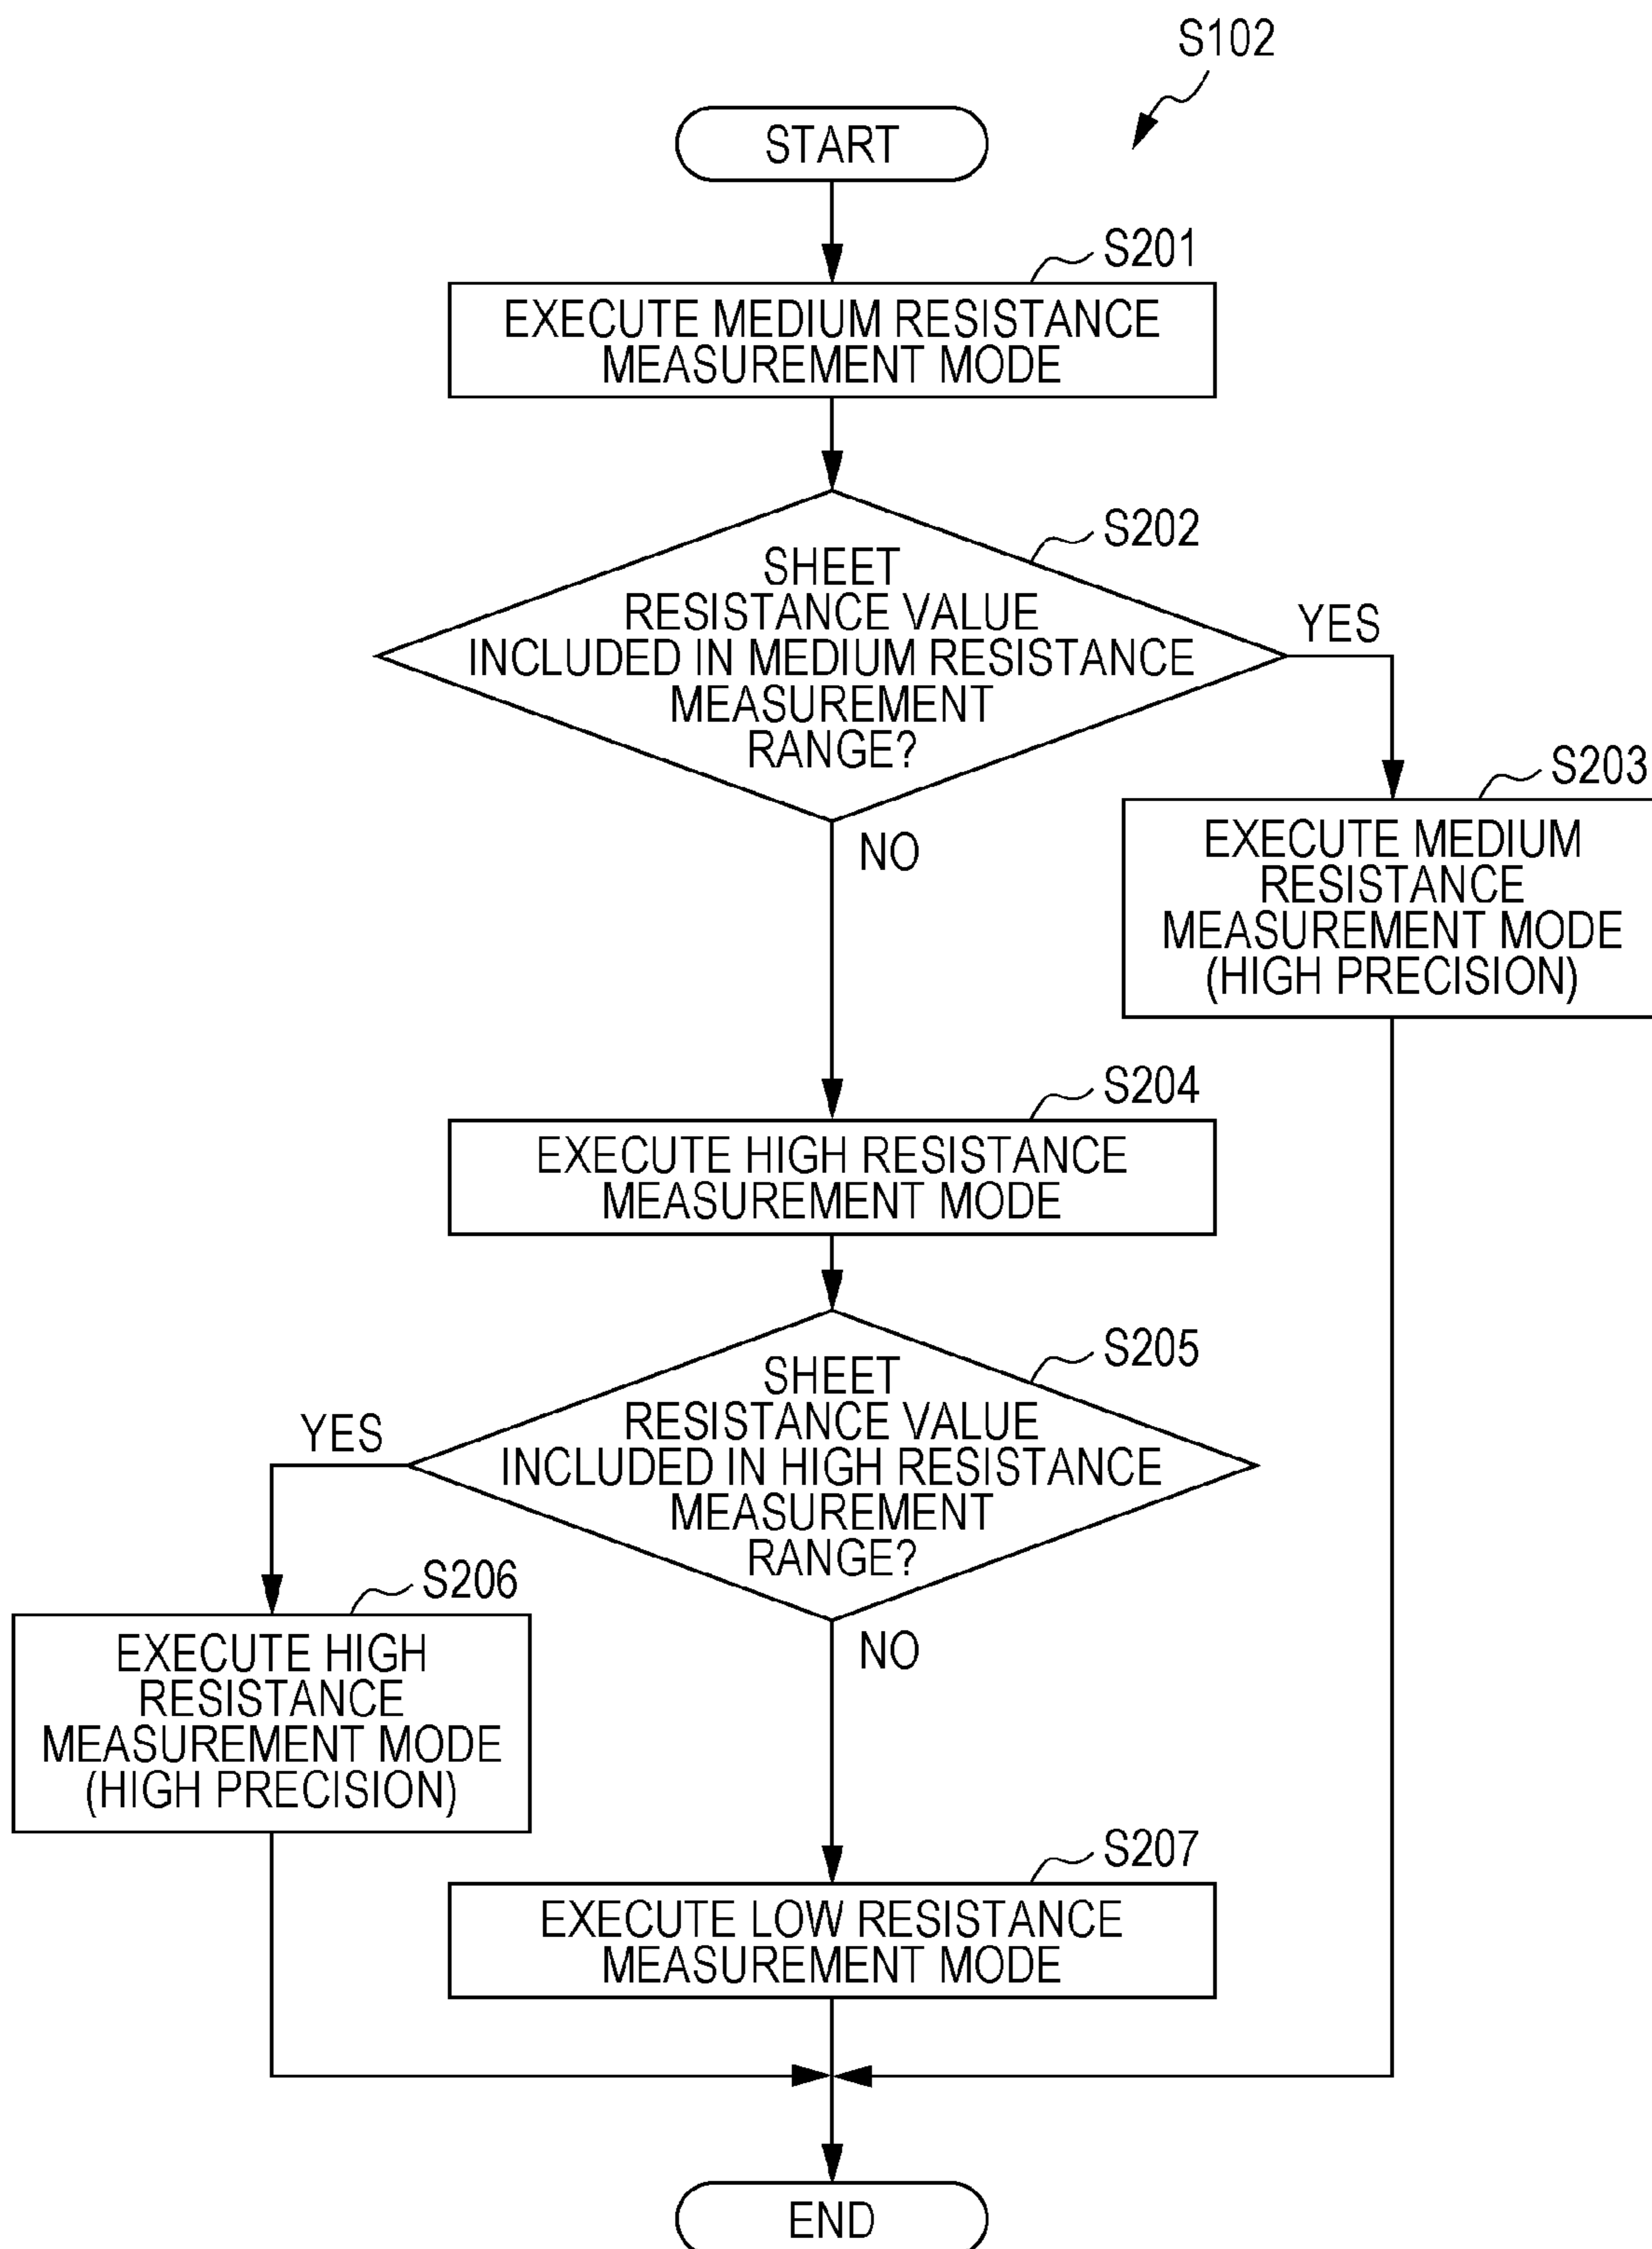 S102
START
S201
EXECUTE MEDIUM RESISTANCE
MEASUREMENT MODE
S202
SHEET
RESISTANCE VALUE
INCLUDED IN MEDIUM RESISTANCE
MEASUREMENT
RANGE?
YES
NO
S203
EXECUTE MEDIUM
RESISTANCE
MEASUREMENT MODE
(HIGH PRECISION)
S204
EXECUTE HIGH RESISTANCE
MEASUREMENT MODE
S205
SHEET
RESISTANCE VALUE
INCLUDED IN HIGH RESISTANCE
MEASUREMENT
RANGE?
YES
NO
S206
EXECUTE HIGH
RESISTANCE
MEASUREMENT MODE
(HIGH PRECISION)
S207
EXECUTE LOW RESISTANCE
MEASUREMENT MODE
END